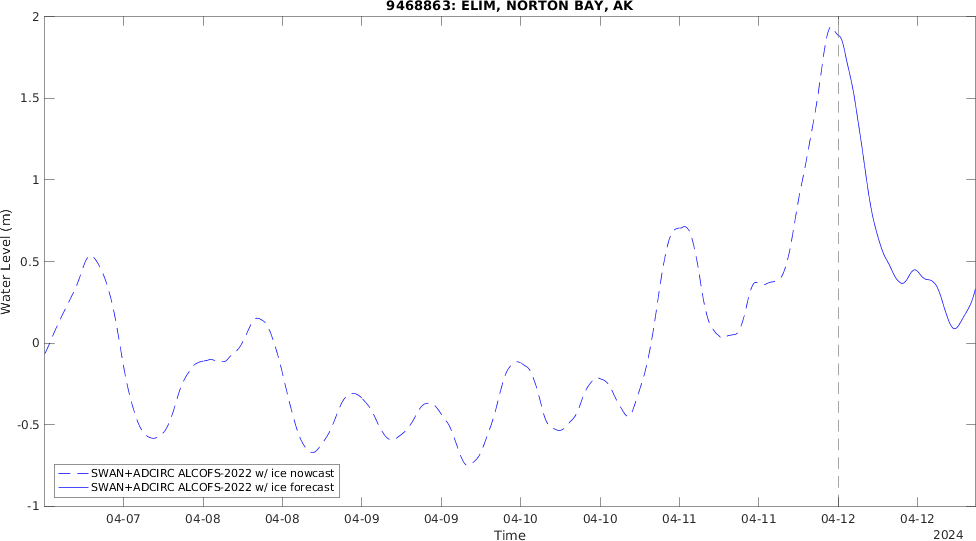 9468863: ELIM, NORTON BAY, AK
2
1.5
1
0.5
0
-0.5
-1
Water Level (m)
SWAN+ADCIRC ALCOFS-2022 w/ ice nowcast
SWAN+ADCIRC ALCOFS-2022 w/ ice forecast
04-07 04-08 04-08 04-09 04-09 04-10 04-10 04-11 04-11 04-12 04-12
Time
2024